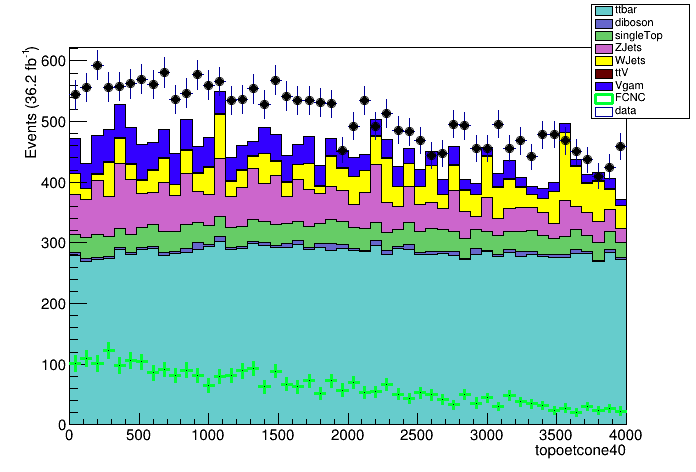 ttbar
diboson
singleTop
ZJets
WJets
ttV
Vgam
FCNC
data
Events (36.2 fb⁻¹)
600
500
400
300
200
100
0
0 500 1000 1500 2000 2500 3000 3500 4000
topoetcone40